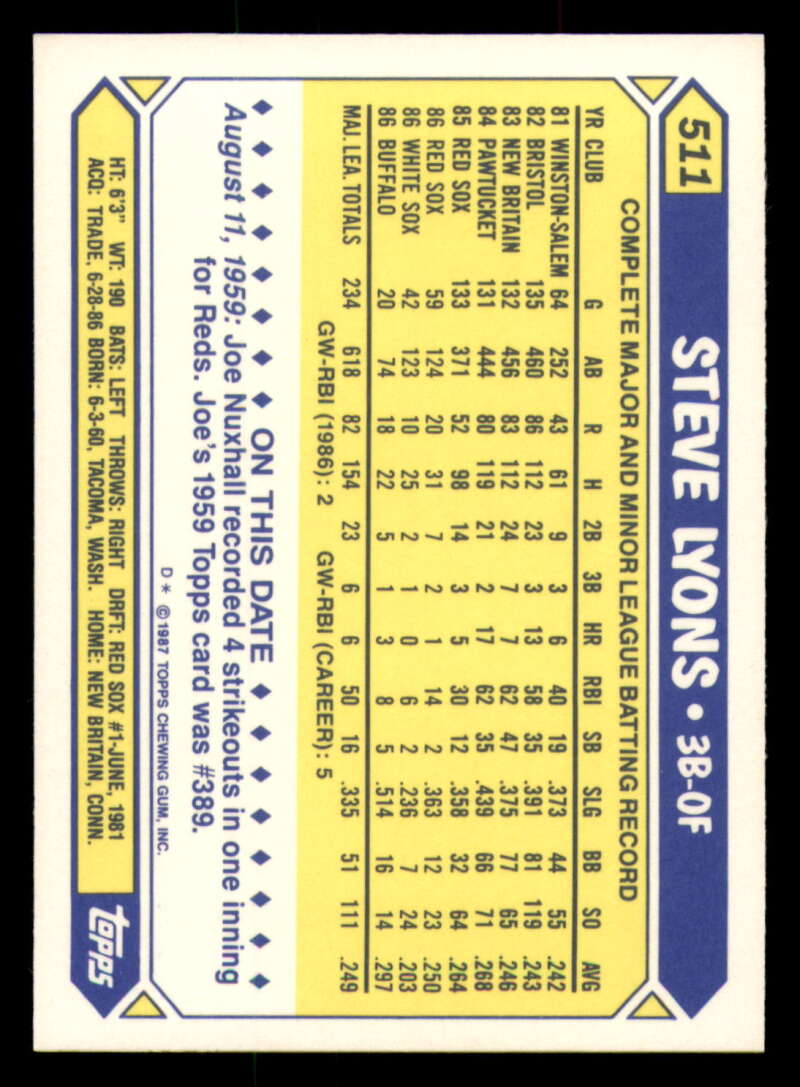 511 STEVE LYONS • 3B-OF
COMPLETE MAJOR AND MINOR LEAGUE BATTING RECORD
YR CLUB G AB R H 2B 3B HR RBI SB SLG BB SO AVG
81 WINSTON-SALEM 64 252 43 61 9 3 6 40 19 .373 44 55 .242
82 BRISTOL 135 460 86 112 23 3 13 58 35 .391 81 119 .243
83 NEW BRITAIN 132 456 83 112 24 7 7 62 47 .375 77 65 .246
84 PAWTUCKET 131 444 80 119 21 2 17 62 35 .439 66 71 .268
85 RED SOX 133 371 52 98 14 3 5 30 12 .358 32 64 .264
86 RED SOX 59 124 20 31 7 2 1 14 2 .363 12 23 .250
86 WHITE SOX 42 123 10 25 2 1 0 6 2 .236 7 24 .203
86 BUFFALO 20 74 18 22 5 1 3 8 5 .514 16 14 .297
MAJ. LEA. TOTALS 234 618 82 154 23 6 6 50 16 .335 51 111 .249
GW-RBI (1986): 2 GW-RBI (CAREER): 5
ON THIS DATE
August 11, 1959: Joe Nuxhall recorded 4 strikeouts in one inning
for Reds. Joe's 1959 Topps card was #389.
D * © 1987 TOPPS CHEWING GUM, INC.
HT: 6'3" WT: 190 BATS: LEFT THROWS: RIGHT DRFT: RED SOX #1-JUNE, 1981
ACQ: TRADE, 6-28-86 BORN: 6-3-60, TACOMA, WASH. HOME: NEW BRITAIN, CONN.
topps